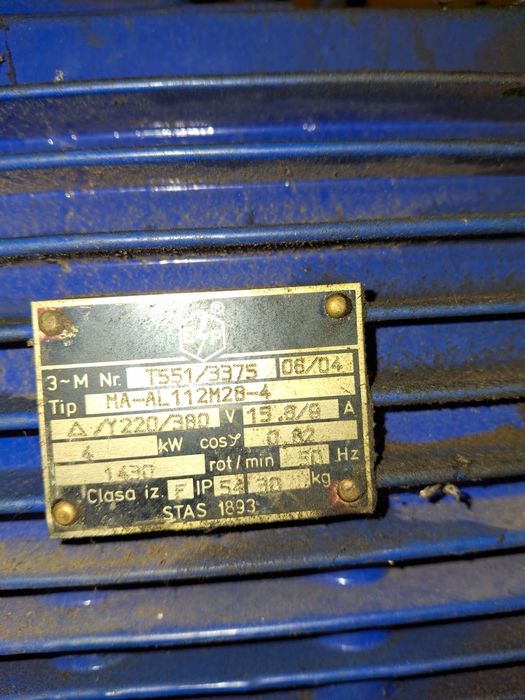 3~M Nr. T551/3375 06/04
Tip MA-AL112M28-4
△/Y220/380 V 15.8/9 A
4 kW cosφ 0.82
1430 rot/min 50 Hz
Clasa iz. F IP 54 30 kg
STAS 1893